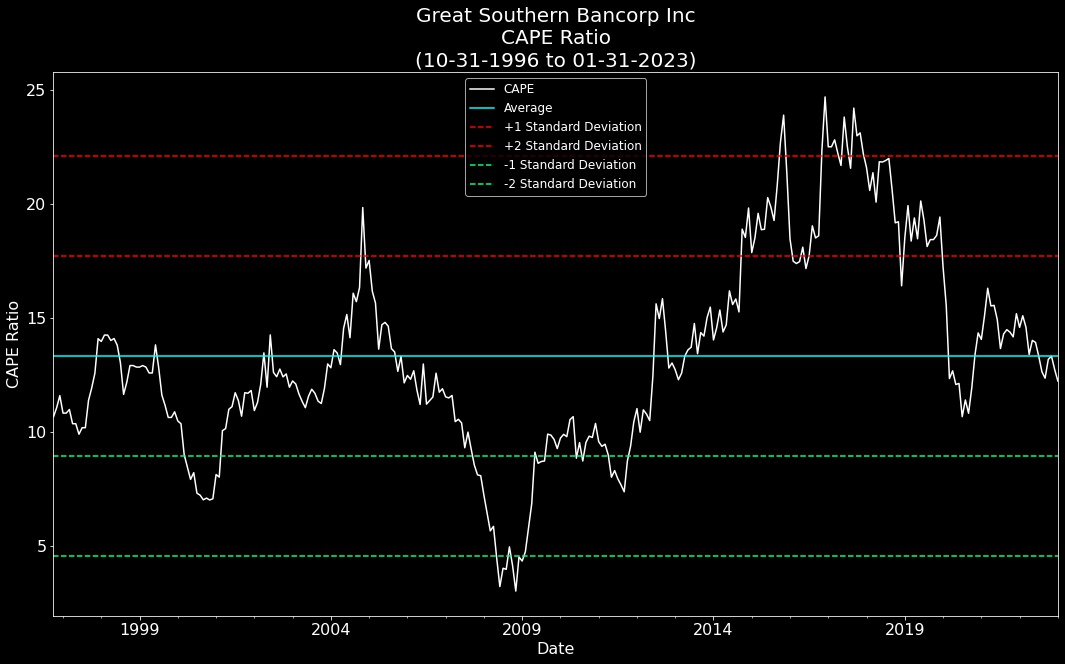 Great Southern Bancorp Inc
CAPE Ratio
(10-31-1996 to 01-31-2023)
CAPE
Average
+1 Standard Deviation
+2 Standard Deviation
-1 Standard Deviation
-2 Standard Deviation
25
20
15
10
5
CAPE Ratio
1999 2004 2009 2014 2019
Date